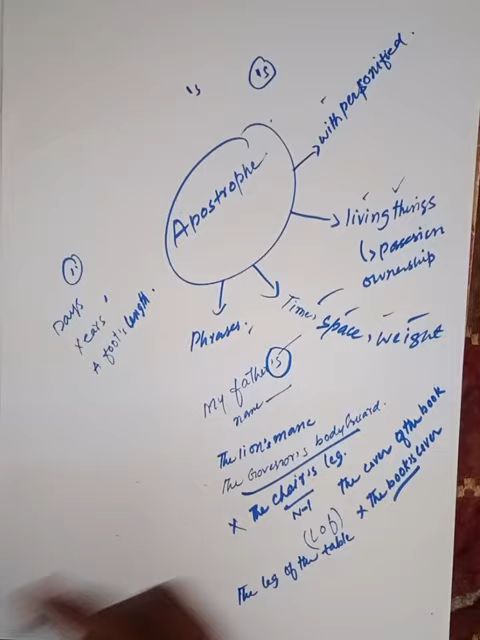 's
's
Apostrophe
with personified.
living things
↳ possession
ownership
Time, Space, weight
Phrases.
Days
Years,
A foot's length.
My father's
name
The lion's mane
The Governor's bodyguard.
x The chair's leg.
N-1
the cover of the book
x The book's cover
(Lof)
The leg of the table